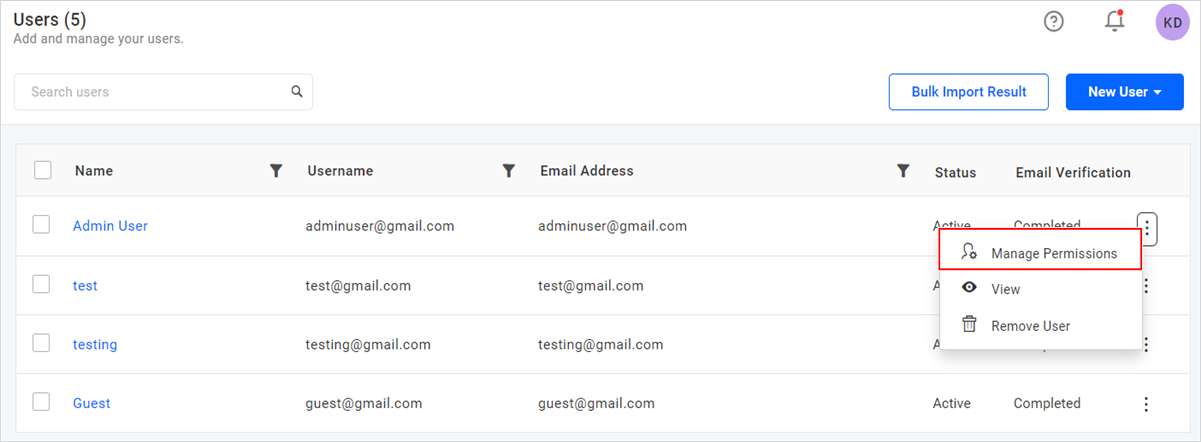 Users (5)
Add and manage your users.
KD
Search users
Bulk Import Result
New User
Name Username Email Address Status Email Verification
Admin User adminuser@gmail.com adminuser@gmail.com Active Completed
Manage Permissions
test test@gmail.com test@gmail.com
View
Remove User
testing testing@gmail.com testing@gmail.com
Guest guest@gmail.com guest@gmail.com Active Completed